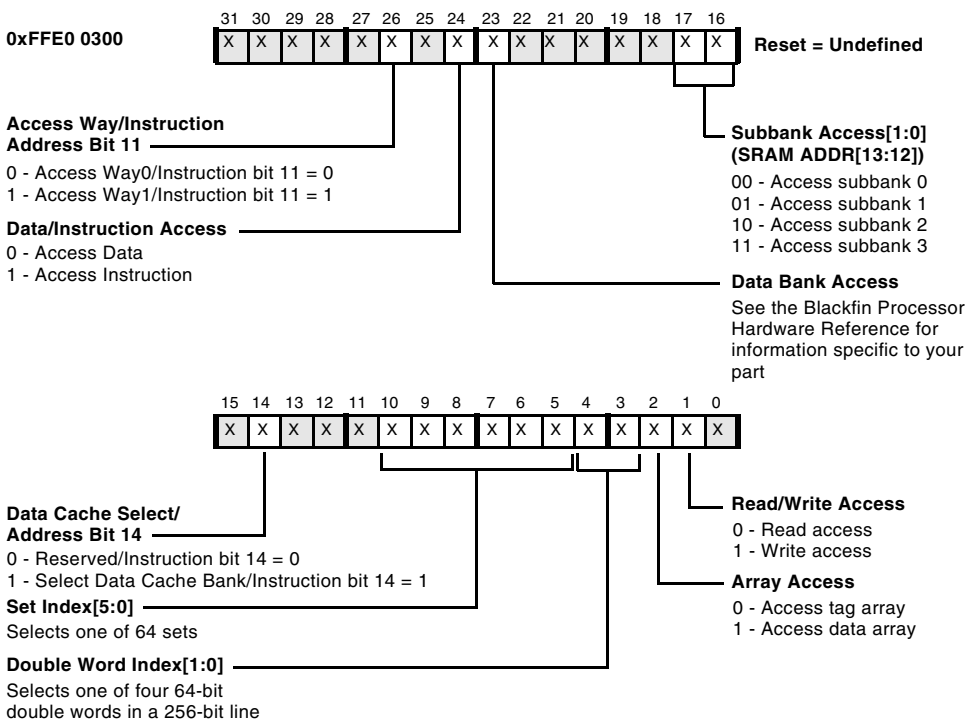 31 30 29 28 27 26 25 24 23 22 21 20 19 18 17 16
0xFFE0 0300
X X X X X X X X X X X X X X X X
Reset = Undefined
Access Way/Instruction
Address Bit 11
0 - Access Way0/Instruction bit 11 = 0
1 - Access Way1/Instruction bit 11 = 1
Data/Instruction Access
0 - Access Data
1 - Access Instruction
Subbank Access[1:0]
(SRAM ADDR[13:12])
00 - Access subbank 0
01 - Access subbank 1
10 - Access subbank 2
11 - Access subbank 3
Data Bank Access
See the Blackfin Processor
Hardware Reference for
information specific to your
part
15 14 13 12 11 10 9 8 7 6 5 4 3 2 1 0
X X X X X X X X X X X X X X X X
Data Cache Select/
Address Bit 14
0 - Reserved/Instruction bit 14 = 0
1 - Select Data Cache Bank/Instruction bit 14 = 1
Set Index[5:0]
Selects one of 64 sets
Double Word Index[1:0]
Selects one of four 64-bit
double words in a 256-bit line
Read/Write Access
0 - Read access
1 - Write access
Array Access
0 - Access tag array
1 - Access data array